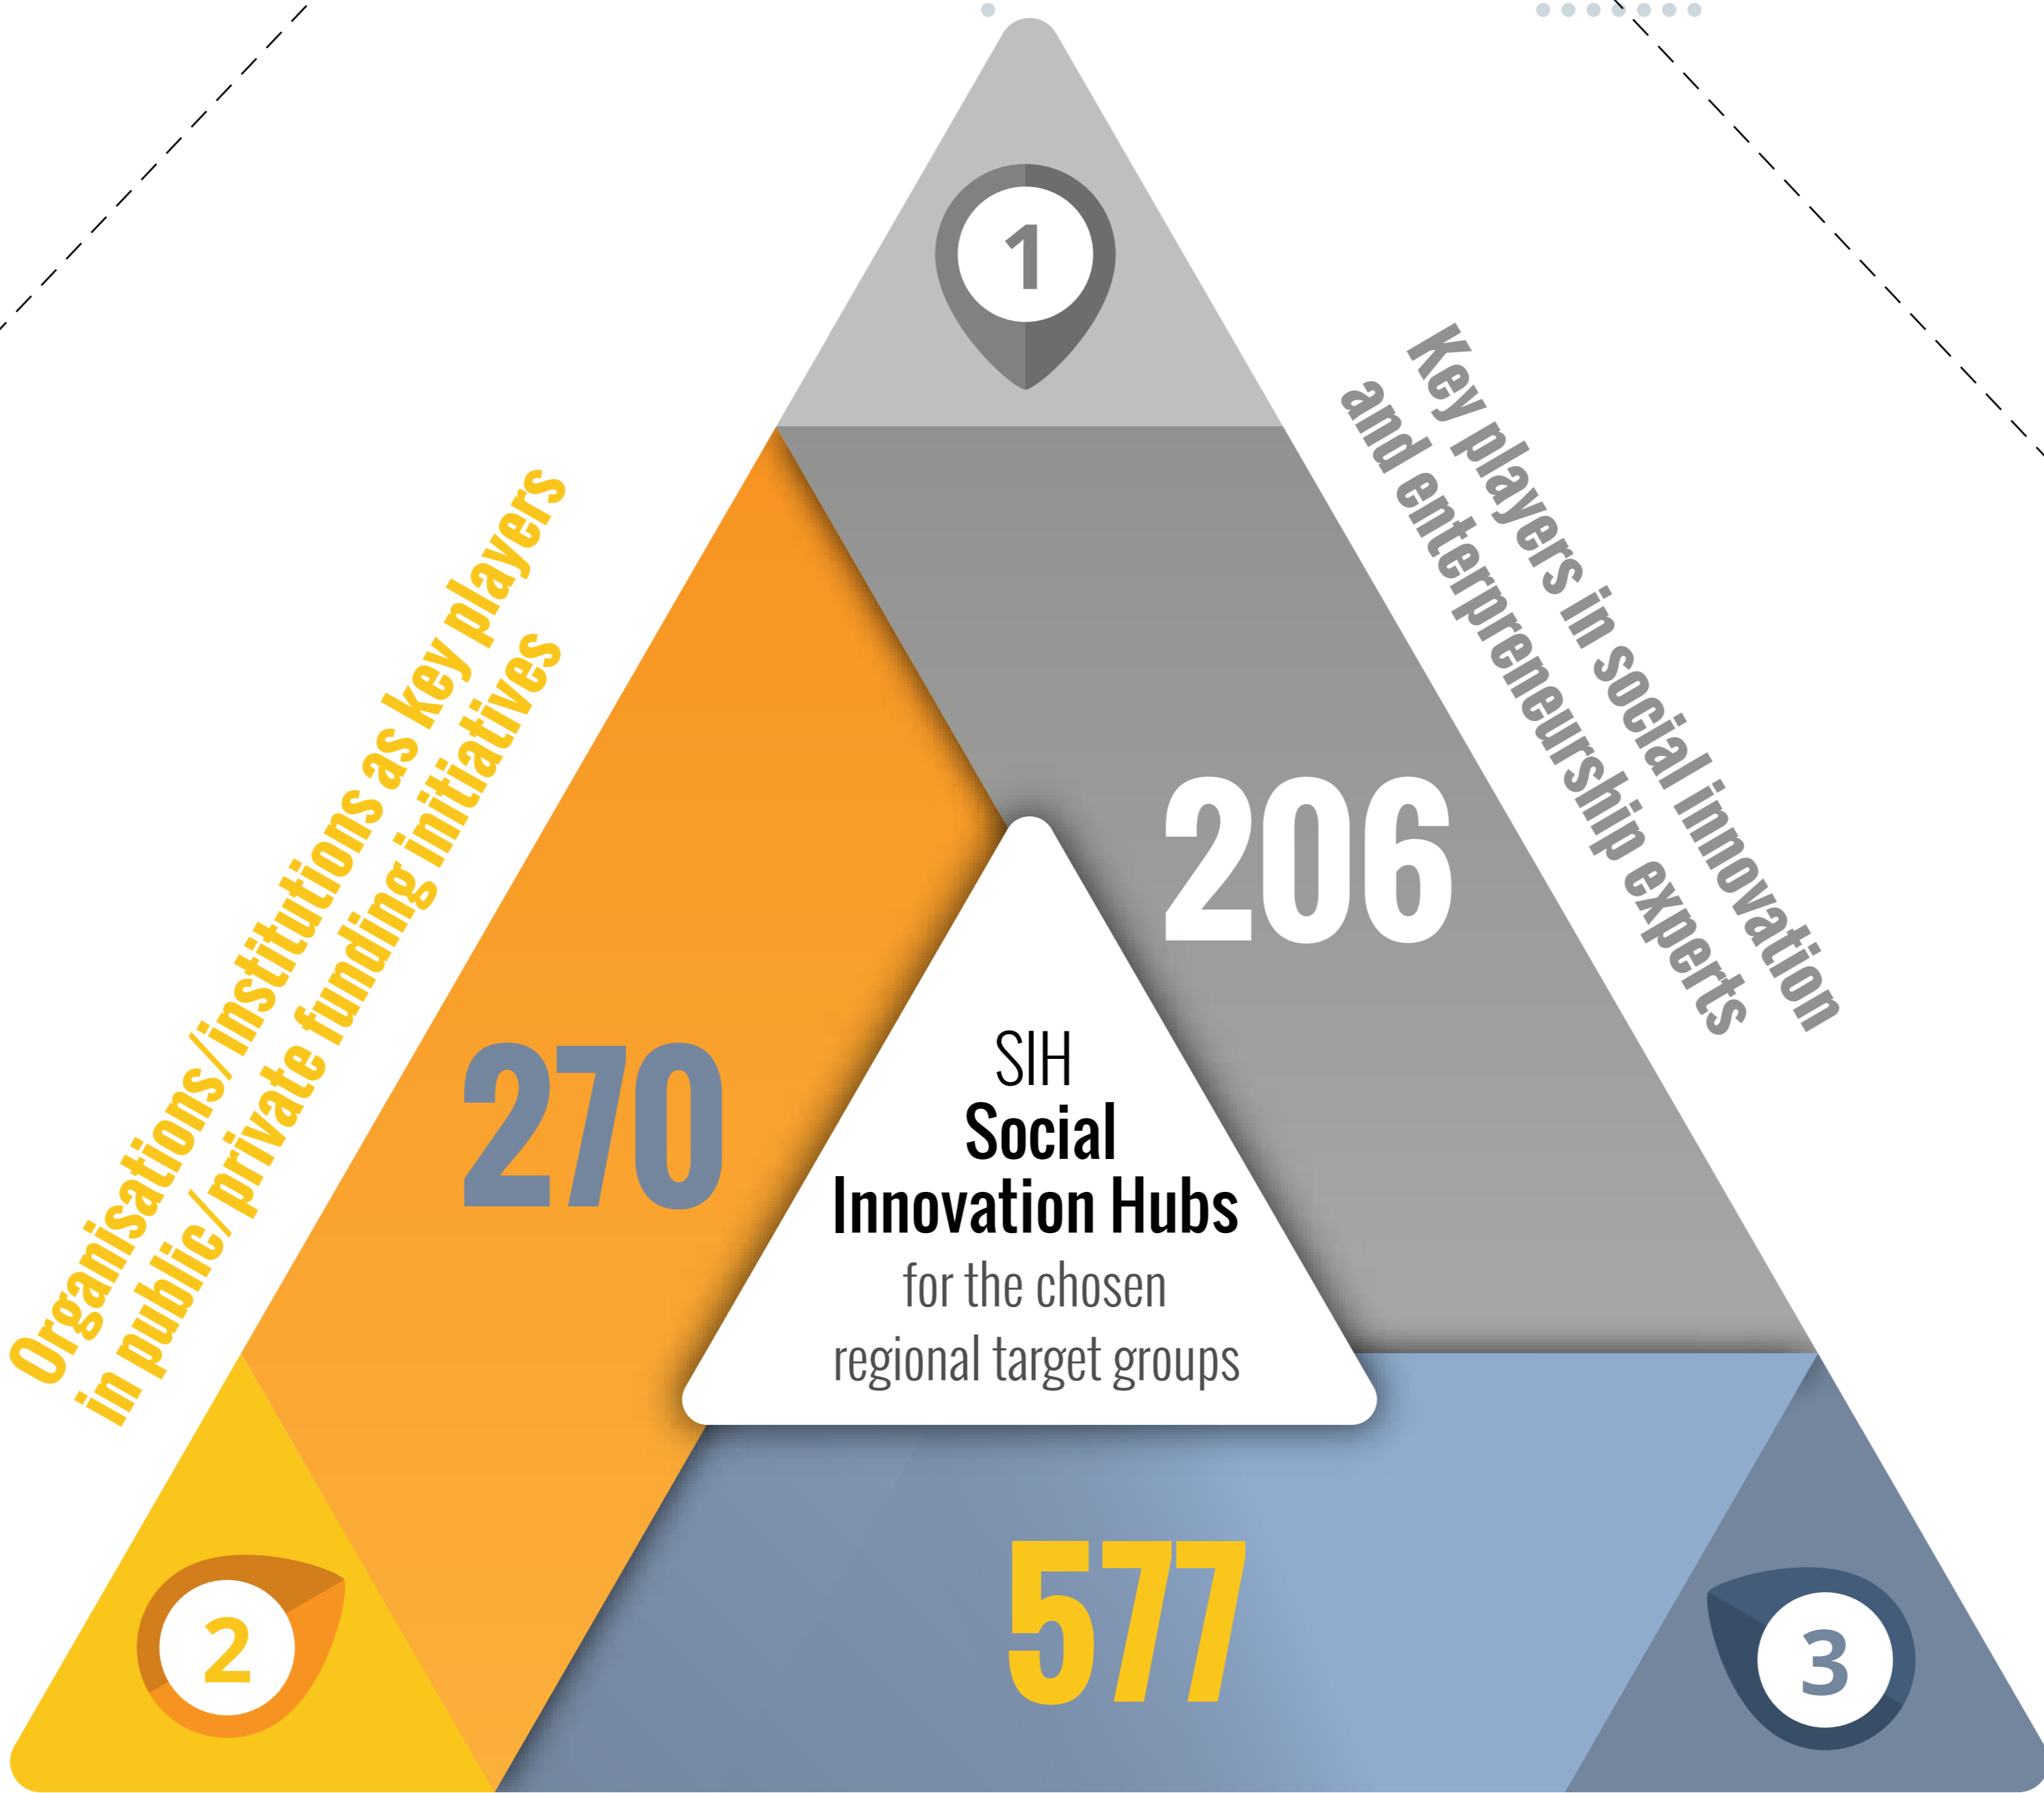 1
Key players in social innovation
and enterpreneurship experts
206
Organisations/institutions as key players
in public/private funding initiatives
270
SIH
Social
Innovation Hubs
for the chosen
regional target groups
577
2
3